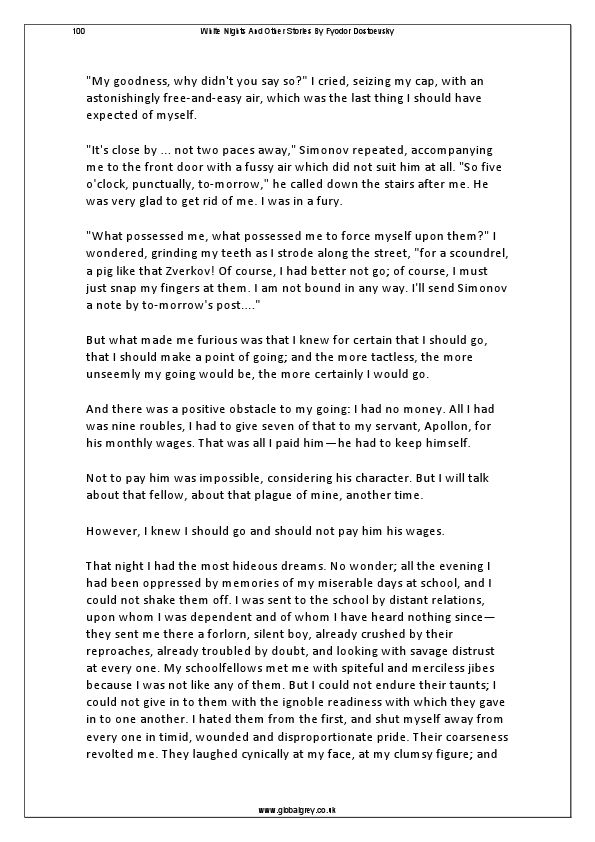 100 White Nights And Other Stories By Fyodor Dostoevsky
"My goodness, why didn't you say so?" I cried, seizing my cap, with an
astonishingly free-and-easy air, which was the last thing I should have
expected of myself.
"It's close by ... not two paces away," Simonov repeated, accompanying
me to the front door with a fussy air which did not suit him at all. "So five
o'clock, punctually, to-morrow," he called down the stairs after me. He
was very glad to get rid of me. I was in a fury.
"What possessed me, what possessed me to force myself upon them?" I
wondered, grinding my teeth as I strode along the street, "for a scoundrel,
a pig like that Zverkov! Of course, I had better not go; of course, I must
just snap my fingers at them. I am not bound in any way. I'll send Simonov
a note by to-morrow's post...."
But what made me furious was that I knew for certain that I should go,
that I should make a point of going; and the more tactless, the more
unseemly my going would be, the more certainly I would go.
And there was a positive obstacle to my going: I had no money. All I had
was nine roubles, I had to give seven of that to my servant, Apollon, for
his monthly wages. That was all I paid him—he had to keep himself.
Not to pay him was impossible, considering his character. But I will talk
about that fellow, about that plague of mine, another time.
However, I knew I should go and should not pay him his wages.
That night I had the most hideous dreams. No wonder; all the evening I
had been oppressed by memories of my miserable days at school, and I
could not shake them off. I was sent to the school by distant relations,
upon whom I was dependent and of whom I have heard nothing since—
they sent me there a forlorn, silent boy, already crushed by their
reproaches, already troubled by doubt, and looking with savage distrust
at every one. My schoolfellows met me with spiteful and merciless jibes
because I was not like any of them. But I could not endure their taunts; I
could not give in to them with the ignoble readiness with which they gave
in to one another. I hated them from the first, and shut myself away from
every one in timid, wounded and disproportionate pride. Their coarseness
revolted me. They laughed cynically at my face, at my clumsy figure; and
www.globalgrey.co.uk